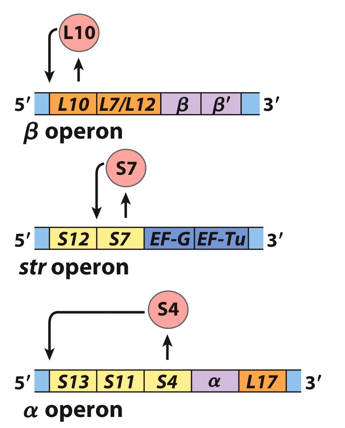 L10
5′ L10 L7/L12 β β′ 3′
β operon
S7
5′ S12 S7 EF-G EF-Tu 3′
str operon
S4
5′ S13 S11 S4 α L17 3′
α operon